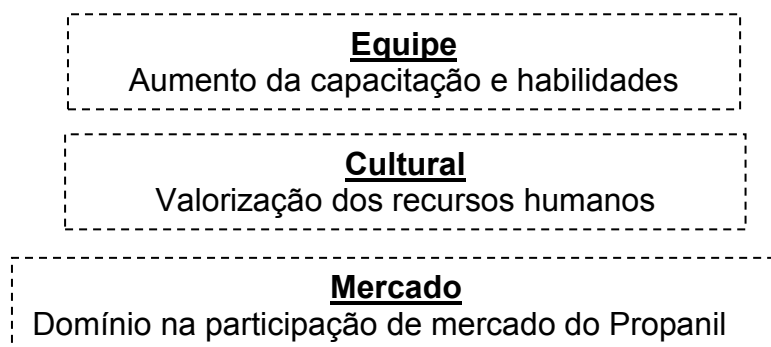 Equipe
Aumento da capacitação e habilidades
Cultural
Valorização dos recursos humanos
Mercado
Domínio na participação de mercado do Propanil